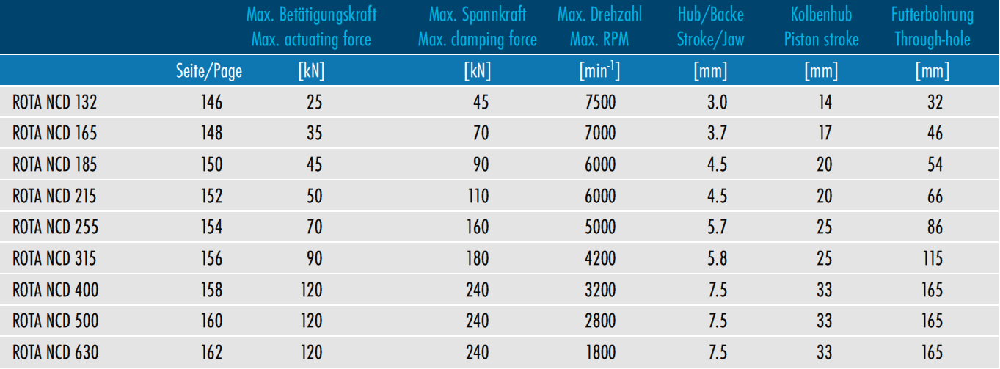 Max. Betätigungskraft Max. Spannkraft Max. Drehzahl Hub/Backe Kolbenhub Futterbohrung
Max. actuating force Max. clamping force Max. RPM Stroke/Jaw Piston stroke Through-hole
Seite/Page [kN] [kN] [min⁻¹] [mm] [mm] [mm]
ROTA NCD 132 146 25 45 7500 3.0 14 32
ROTA NCD 165 148 35 70 7000 3.7 17 46
ROTA NCD 185 150 45 90 6000 4.5 20 54
ROTA NCD 215 152 50 110 6000 4.5 20 66
ROTA NCD 255 154 70 160 5000 5.7 25 86
ROTA NCD 315 156 90 180 4200 5.8 25 115
ROTA NCD 400 158 120 240 3200 7.5 33 165
ROTA NCD 500 160 120 240 2800 7.5 33 165
ROTA NCD 630 162 120 240 1800 7.5 33 165